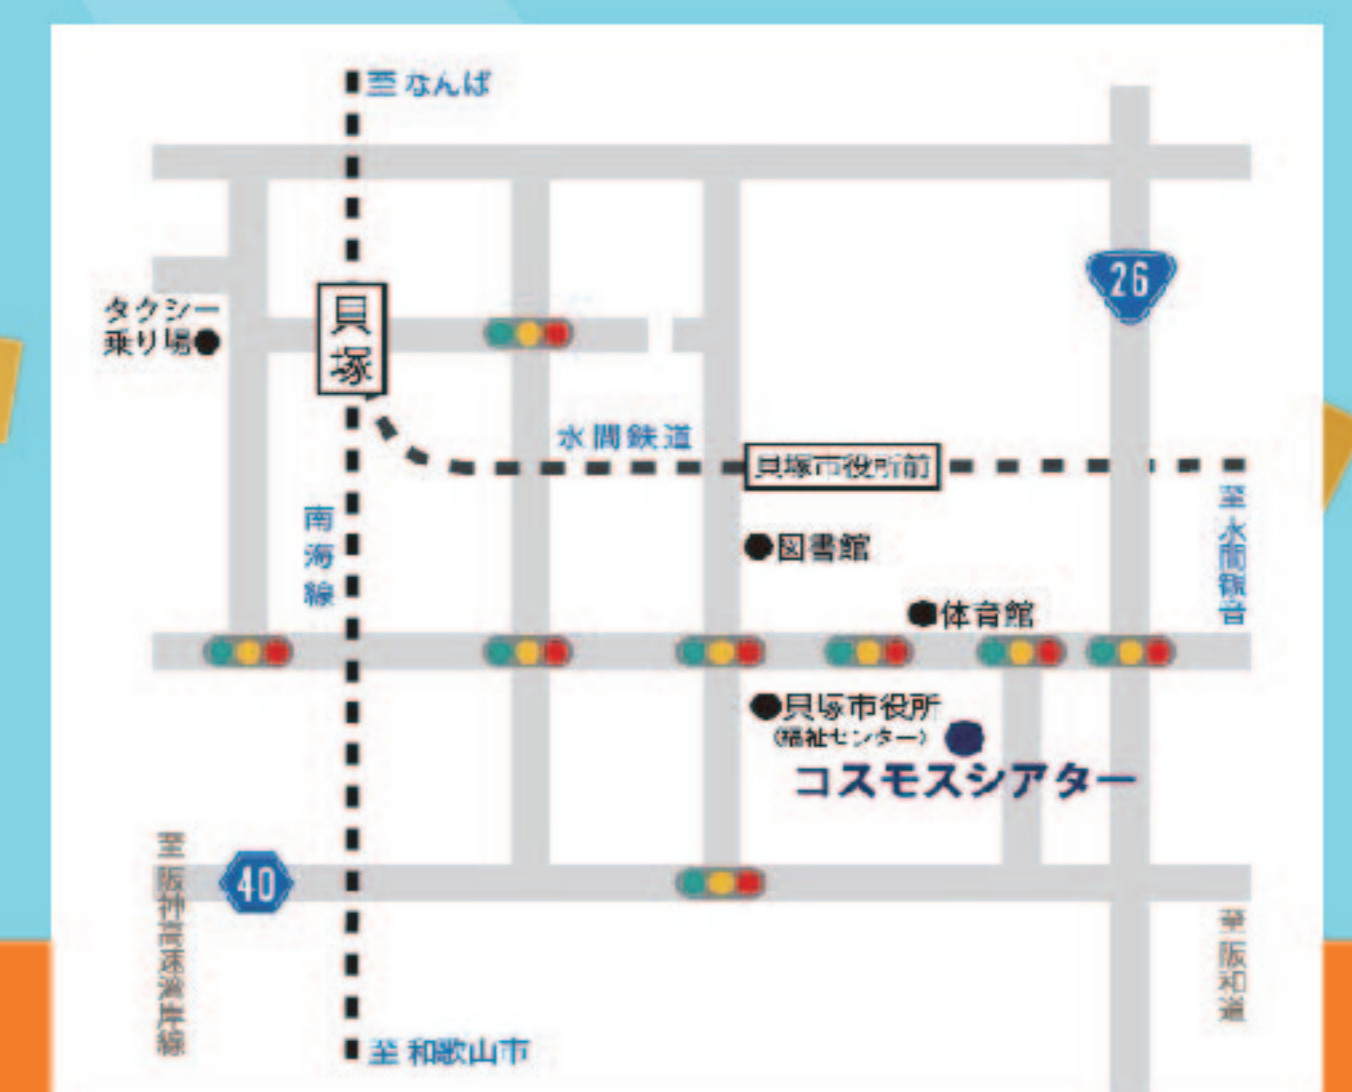 至 なんば
26
タクシー
乗り場
貝塚
水間鉄道
貝塚市役所前
南海線
至 水間観音
図書館
体育館
貝塚市役所
(福祉センター)
コスモスシアター
至 阪神高速湾岸線
40
至 阪和道
至 和歌山市